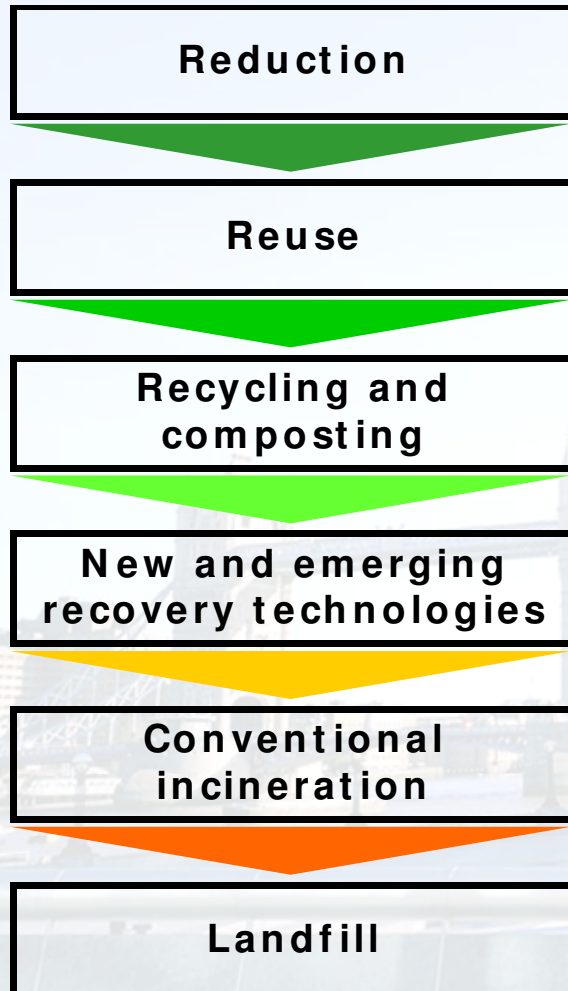 Reduction
Reuse
Recycling and
composting
New and emerging
recovery technologies
Conventional
incineration
Landfill